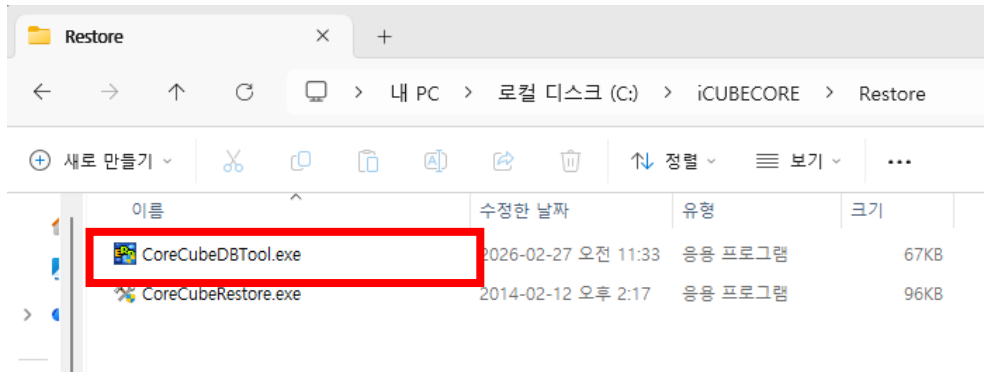 Restore
내 PC > 로컬 디스크 (C:) > iCUBECORE > Restore
새로 만들기 정렬 보기 ...
이름 수정한 날짜 유형 크기
CoreCubeDBTool.exe 2026-02-27 오전 11:33 응용 프로그램 67KB
CoreCubeRestore.exe 2014-02-12 오후 2:17 응용 프로그램 96KB